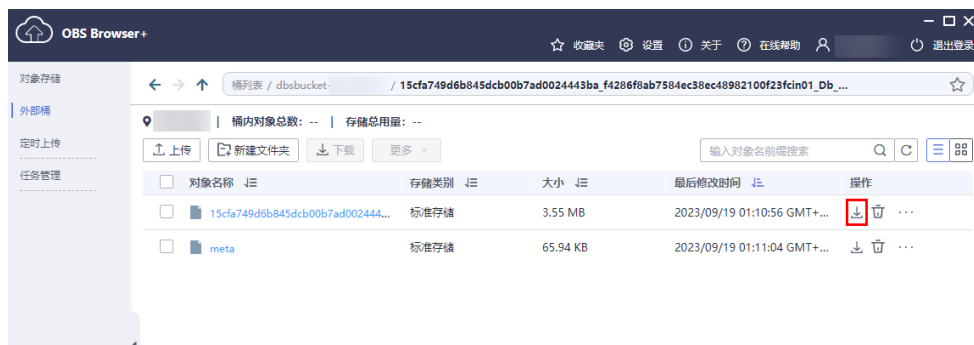 OBS Browser+
收藏夹 设置 关于 在线帮助 退出登录
对象存储
外部桶
定时上传
任务管理
桶列表 / dbsbucket- / 15cfa749d6b845dcb00b7ad0024443ba_f4286f8ab7584ec38ec48982100f23fcin01_Db_...
| 桶内对象总数: -- | 存储总用量: --
上传 新建文件夹 下载 更多 输入对象名前缀搜索
对象名称 存储类别 大小 最后修改时间 操作
15cfa749d6b845dcb00b7ad002444... 标准存储 3.55 MB 2023/09/19 01:10:56 GMT+... ...
meta 标准存储 65.94 KB 2023/09/19 01:11:04 GMT+... ...